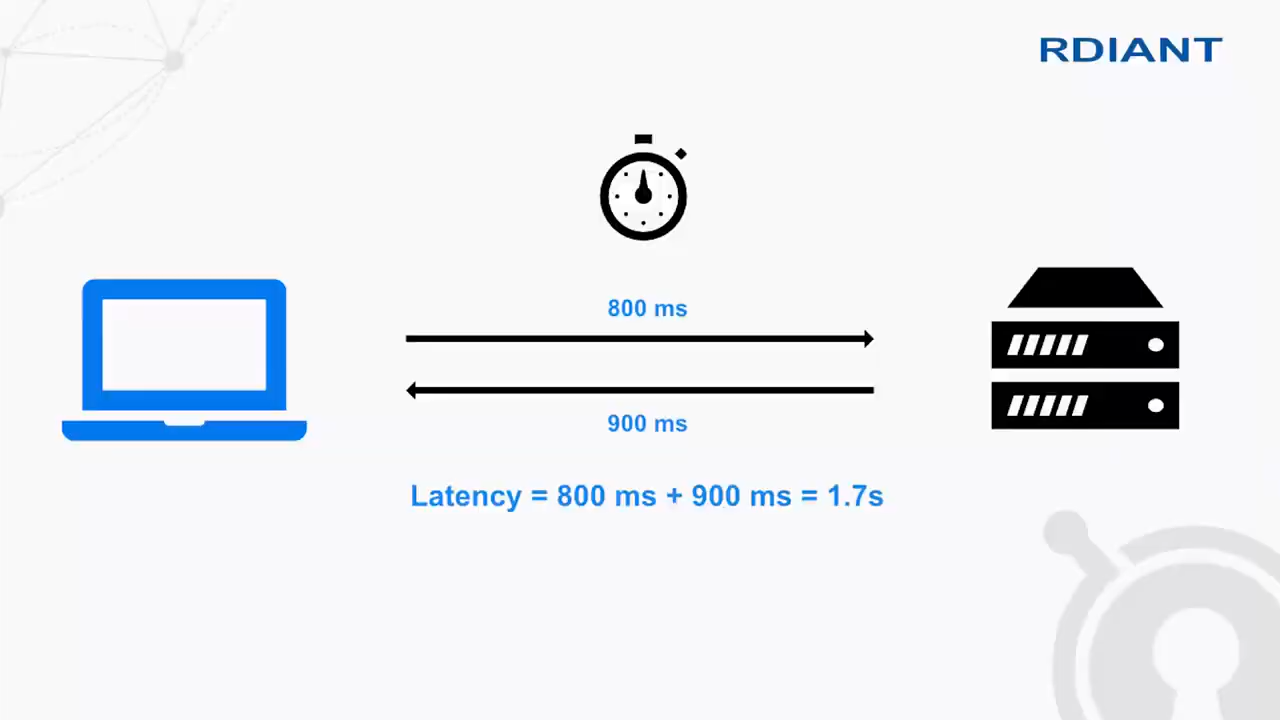 RDIANT
800 ms
900 ms
Latency = 800 ms + 900 ms = 1.7s